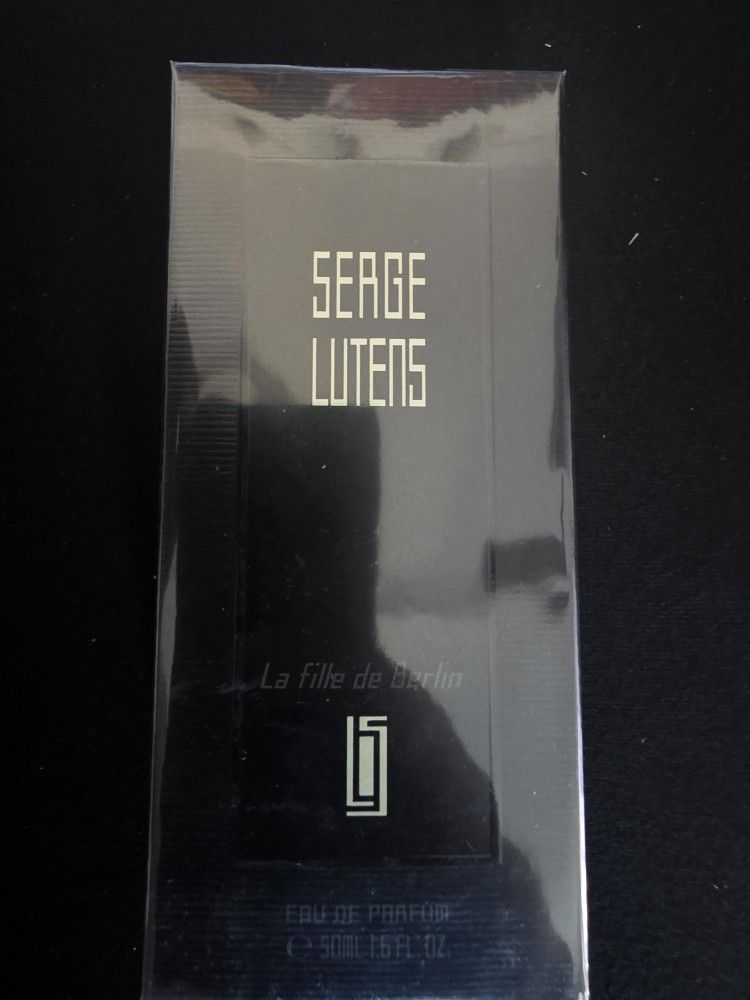 SERGE
LUTENS
La fille de Berlin
EAU DE PARFUM
℮ 50ML 1.6 FL. OZ.